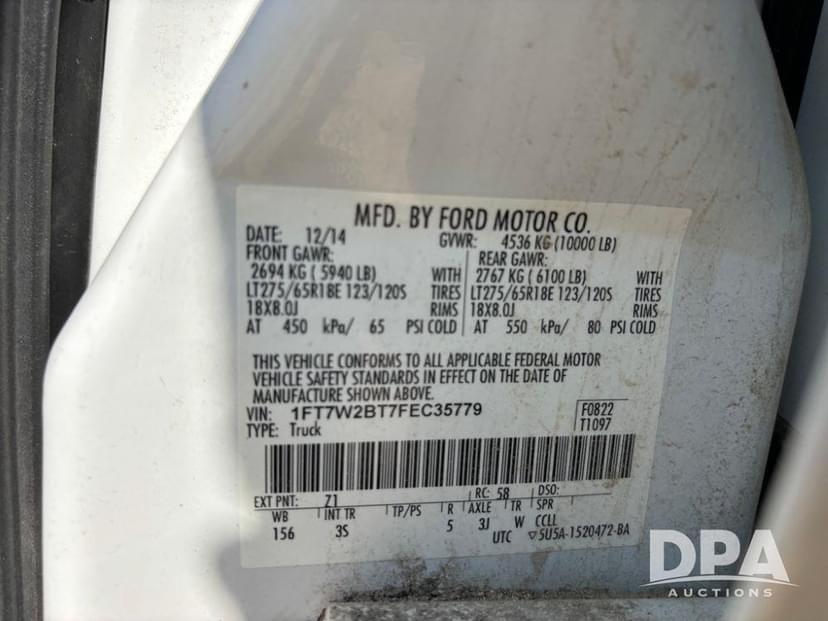 MFD. BY FORD MOTOR CO.
DATE: 12/14 GVWR: 4536 KG (10000 LB)
FRONT GAWR: REAR GAWR:
2694 KG ( 5940 LB) WITH 2767 KG ( 6100 LB) WITH
LT275/65R18E 123/120S TIRES LT275/65R18E 123/120S TIRES
18X8.0J RIMS 18X8.0J RIMS
AT 450 kPa/ 65 PSI COLD AT 550 kPa/ 80 PSI COLD
THIS VEHICLE CONFORMS TO ALL APPLICABLE FEDERAL MOTOR
VEHICLE SAFETY STANDARDS IN EFFECT ON THE DATE OF
MANUFACTURE SHOWN ABOVE.
VIN: 1FT7W2BT7FEC35779 F0822
TYPE: Truck T1097
EXT PNT: Z1 RC: 58 DSO:
WB INT TR TP/PS R AXLE TR SPR
156 3S 5 3J W CCLL
UTC ▽5U5A-1520472-BA
DPA
AUCTIONS